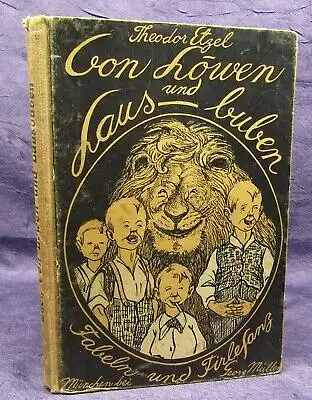 Theodor Etzel
Von Löwen
und
Laus-buben
Fabeln und Firlefanz
München bei Georg Müller